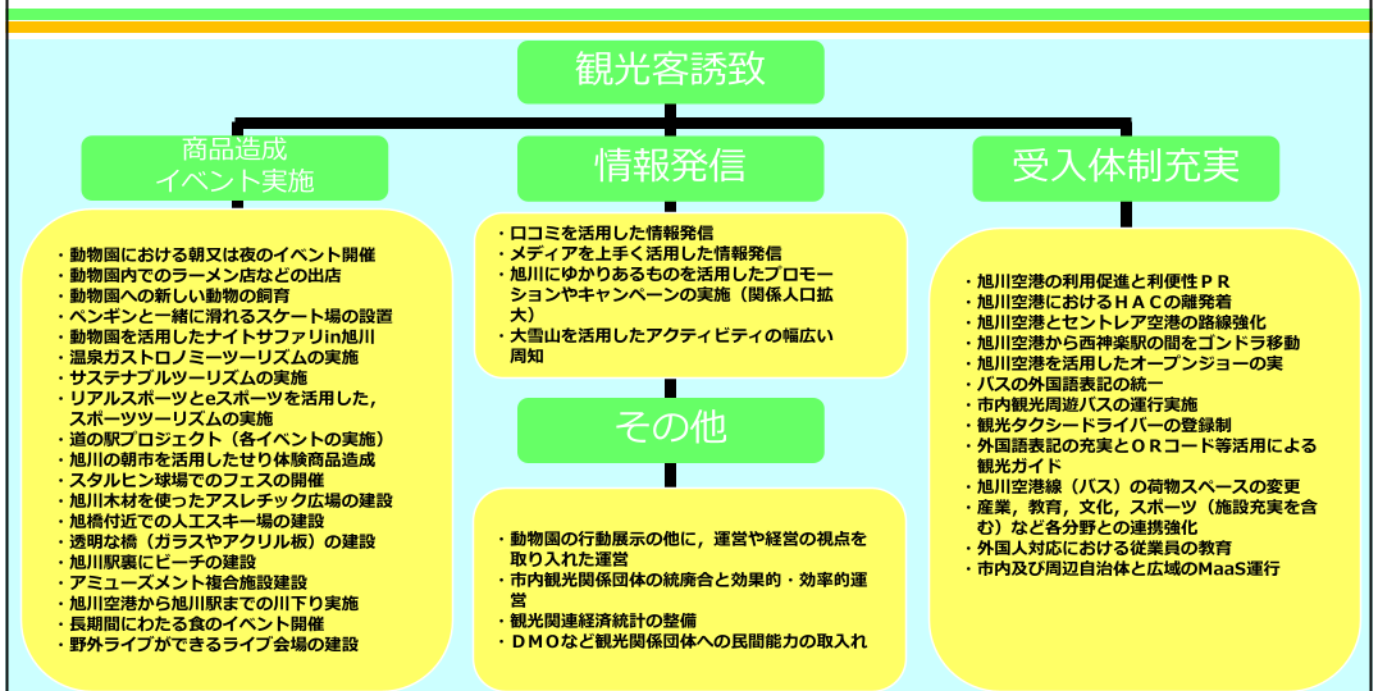 観光客誘致
商品造成
イベント実施
・動物園における朝又は夜のイベント開催
・動物園内でのラーメン店などの出店
・動物園への新しい動物の飼育
・ペンギンと一緒に滑れるスケート場の設置
・動物園を活用したナイトサファリin旭川
・温泉ガストロノミーツーリズムの実施
・サステナブルツーリズムの実施
・リアルスポーツとeスポーツを活用した，
スポーツツーリズムの実施
・道の駅プロジェクト（各イベントの実施）
・旭川の朝市を活用したせり体験商品造成
・スタルヒン球場でのフェスの開催
・旭川木材を使ったアスレチック広場の建設
・旭橋付近での人工スキー場の建設
・透明な橋（ガラスやアクリル板）の建設
・旭川駅裏にビーチの建設
・アミューズメント複合施設建設
・旭川空港から旭川駅までの川下り実施
・長期間にわたる食のイベント開催
・野外ライブができるライブ会場の建設
情報発信
・口コミを活用した情報発信
・メディアを上手く活用した情報発信
・旭川にゆかりあるものを活用したプロモー
ションやキャンペーンの実施（関係人口拡
大）
・大雪山を活用したアクティビティの幅広い
周知
その他
・動物園の行動展示の他に，運営や経営の視点を
取り入れた運営
・市内観光関係団体の統廃合と効果的・効率的運
営
・観光関連経済統計の整備
・ＤＭＯなど観光関係団体への民間能力の取入れ
受入体制充実
・旭川空港の利用促進と利便性ＰＲ
・旭川空港におけるＨＡＣの離発着
・旭川空港とセントレア空港の路線強化
・旭川空港から西神楽駅の間をゴンドラ移動
・旭川空港を活用したオープンジョーの実
・バスの外国語表記の統一
・市内観光周遊バスの運行実施
・観光タクシードライバーの登録制
・外国語表記の充実とＯＲコード等活用による
観光ガイド
・旭川空港線（バス）の荷物スペースの変更
・産業，教育，文化，スポーツ（施設充実を含
む）など各分野との連携強化
・外国人対応における従業員の教育
・市内及び周辺自治体と広域のMaaS運行